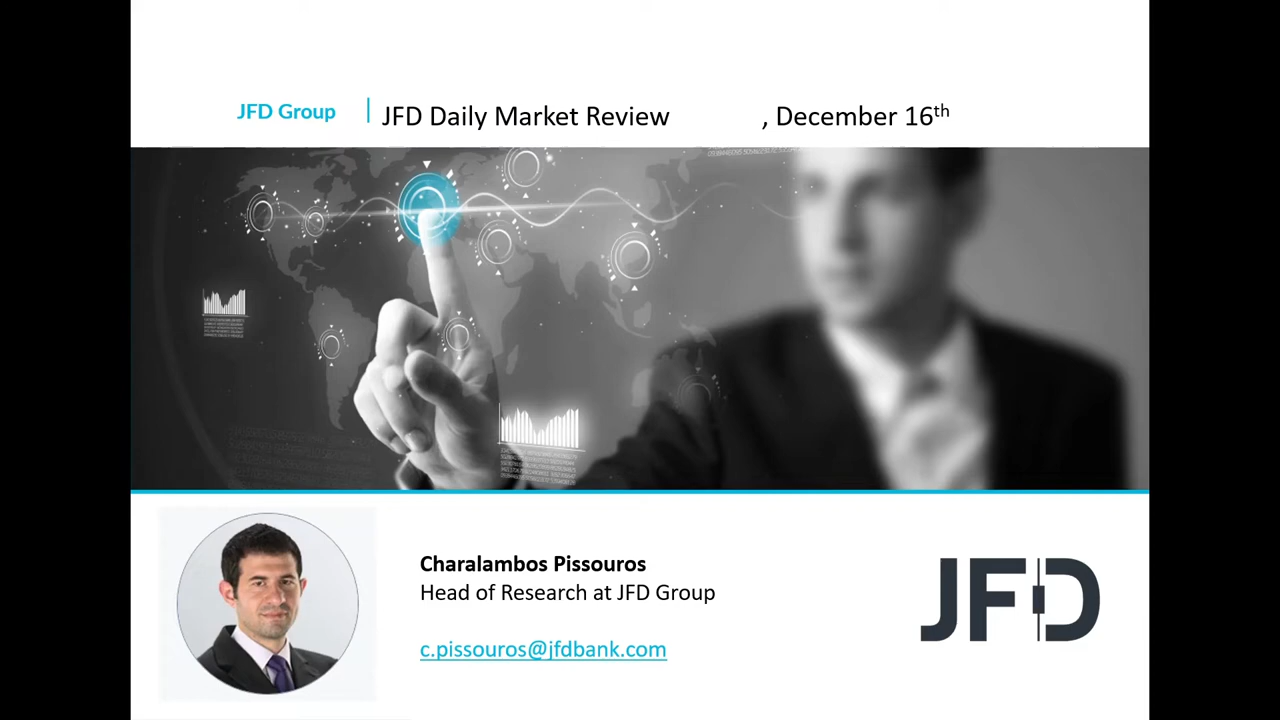 JFD Group
JFD Daily Market Review , December 16th
Charalambos Pissouros
Head of Research at JFD Group
c.pissouros@jfdbank.com
JFD